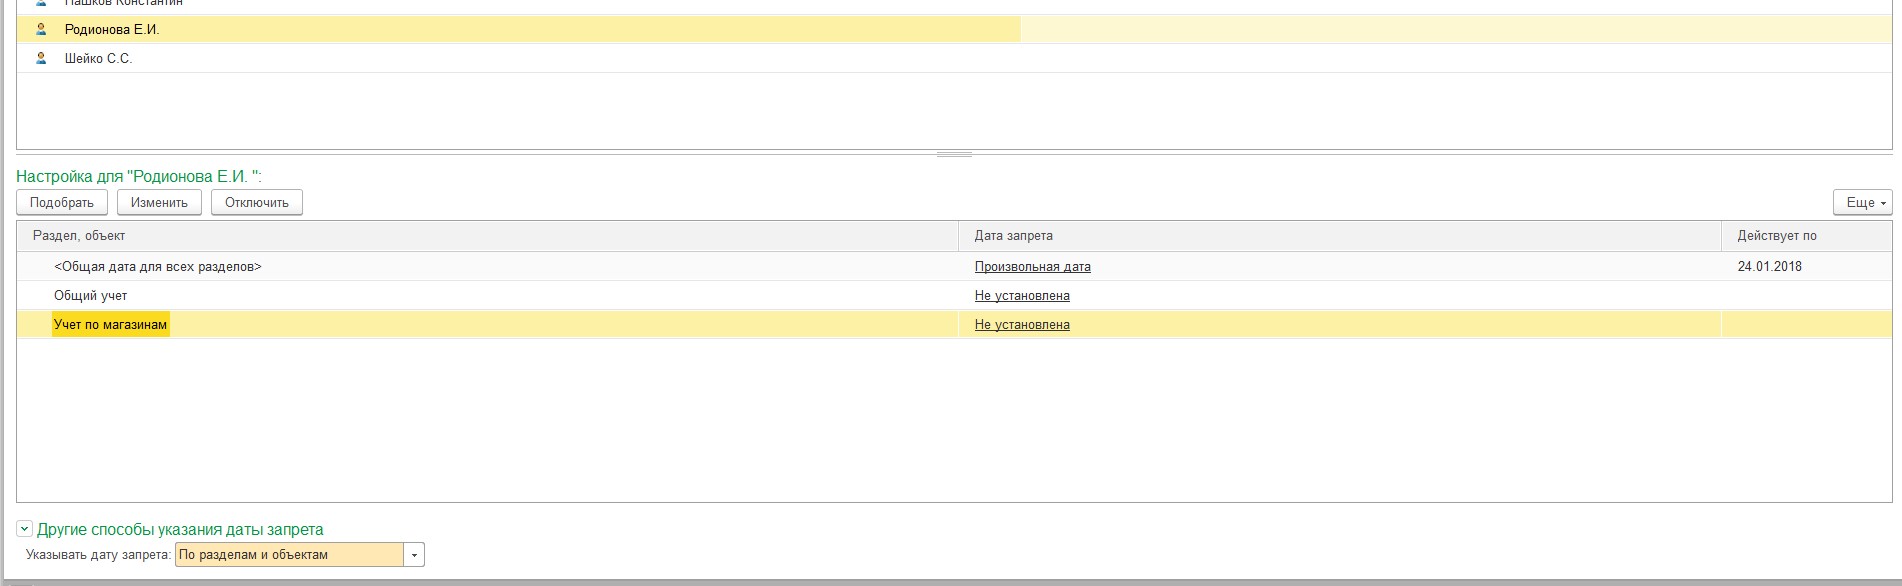 Пашков Константин
Родионова Е.И.
Шейко С.С.
Настройка для "Родионова Е.И. ":
Подобрать Изменить Отключить Еще
Раздел, объект Дата запрета Действует по
<Общая дата для всех разделов> Произвольная дата 24.01.2018
Общий учет Не установлена
Учет по магазинам Не установлена
Другие способы указания даты запрета
Указывать дату запрета: По разделам и объектам